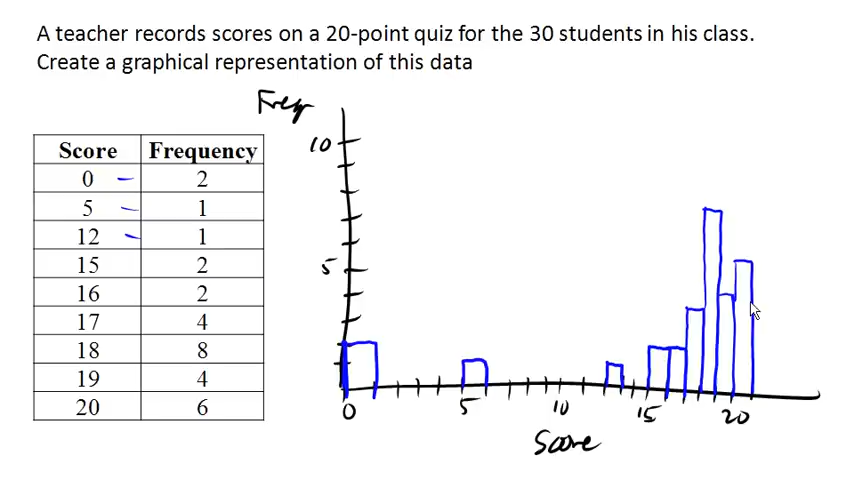 A teacher records scores on a 20-point quiz for the 30 students in his class.
Create a graphical representation of this data
Freq
Score Frequency
0 2
5 1
12 1
15 2
16 2
17 4
18 8
19 4
20 6
10
5
0 5 10 15 20
Score